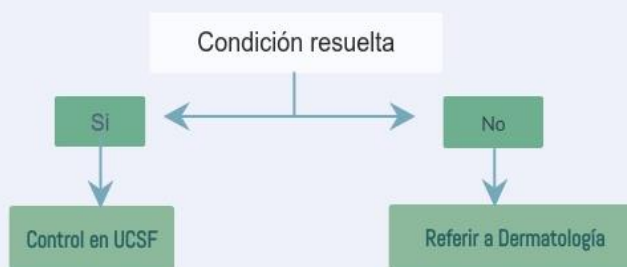 Condición resuelta
Si
No
Control en UCSF
Referir a Dermatología